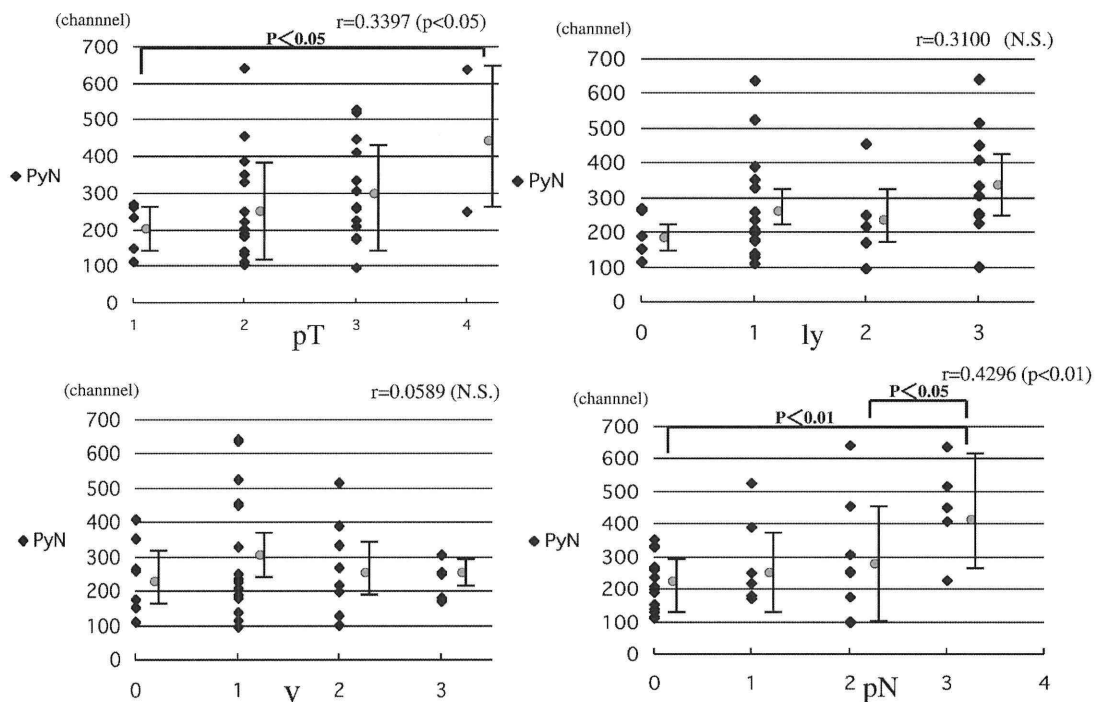 (channnel)
r=0.3397 (p<0.05)
P<0.05
700
600
500
400
300
200
100
0
◆ PyN
1 2 3 4
pT
(channel)
r=0.3100 (N.S.)
700
600
500
400
300
200
100
0
◆ PyN
0 1 2 3
ly
(channnel)
r=0.0589 (N.S.)
700
600
500
400
300
200
100
0
◆ PyN
0 1 2 3
v
(channnel)
r=0.4296 (p<0.01)
P<0.05
P<0.01
700
600
500
400
300
200
100
0
◆ PyN
0 1 2 3 4
pN